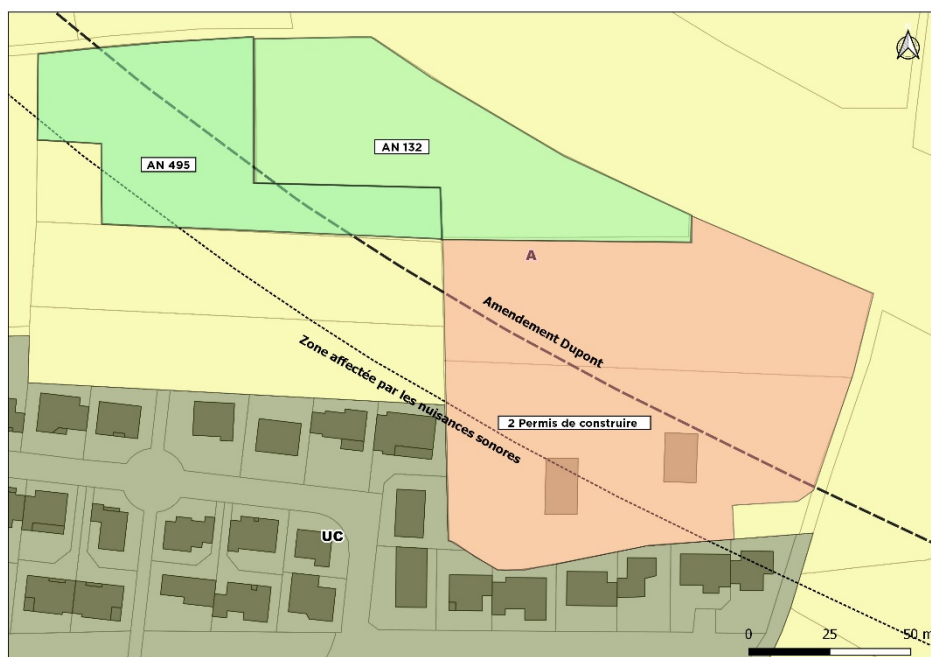 AN 132
AN 495
A
Amendement Dupont
Zone affectée par les nuisances sonores
2 Permis de construire
UC
0 25 50 m